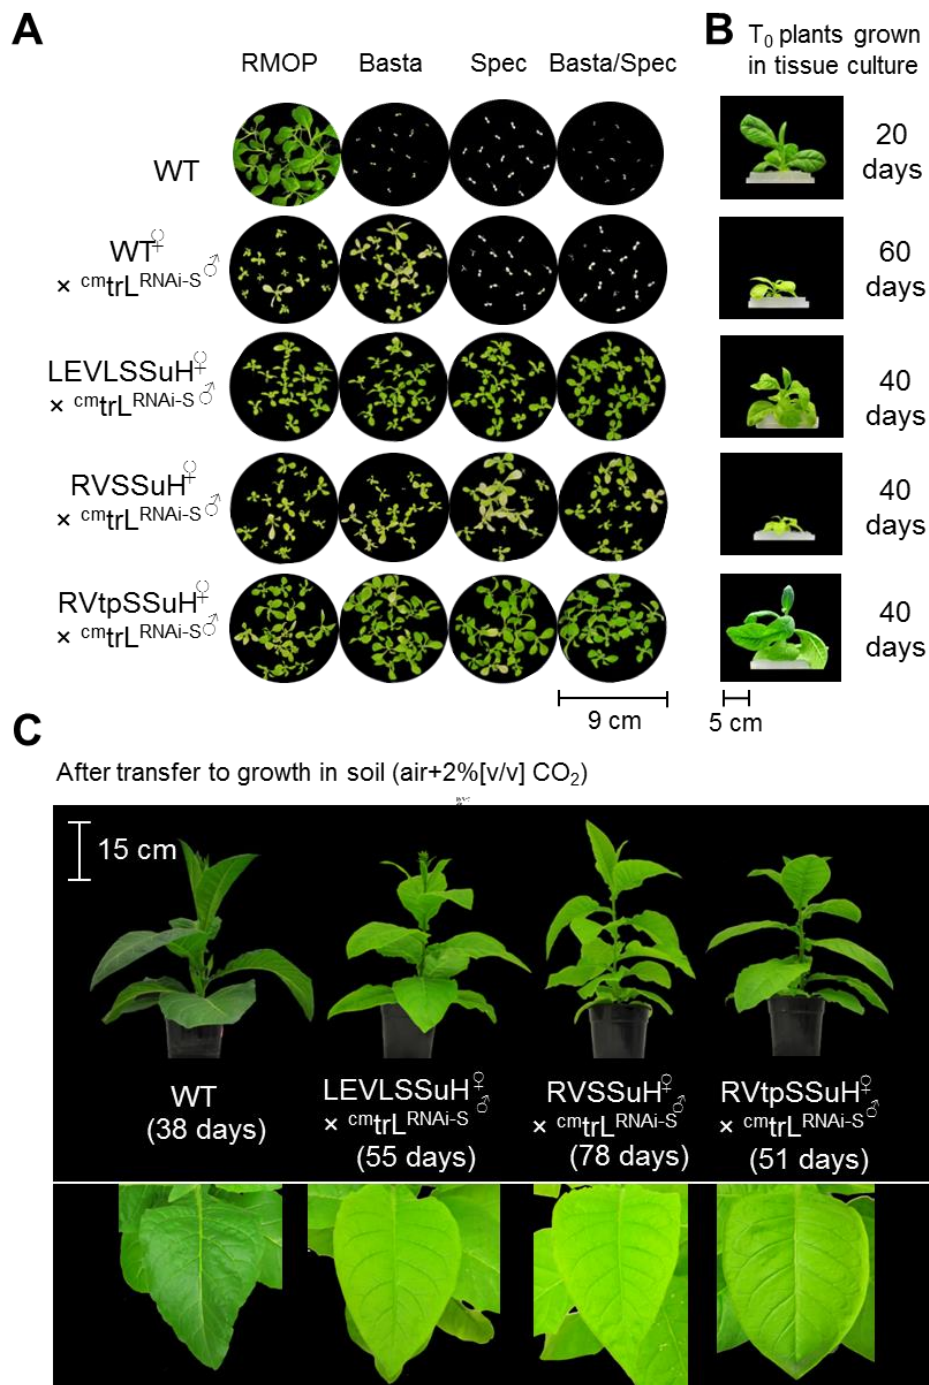 A
RMOP Basta Spec Basta/Spec
WT
WT♀
× cmtrLRNAi-S♂
LEVLSSuH♀
× cmtrLRNAi-S♂
RVSSuH♀
× cmtrLRNAi-S♂
RVtpSSuH♀
× cmtrLRNAi-S♂
9 cm
B T0 plants grown
in tissue culture
20
days
60
days
40
days
40
days
40
days
5 cm
C
After transfer to growth in soil (air+2%[v/v] CO2)
15 cm
WT
(38 days)
LEVLSSuH♀
× cmtrLRNAi-S♂
(55 days)
RVSSuH♀
× cmtrLRNAi-S♂
(78 days)
RVtpSSuH♀
× cmtrLRNAi-S♂
(51 days)